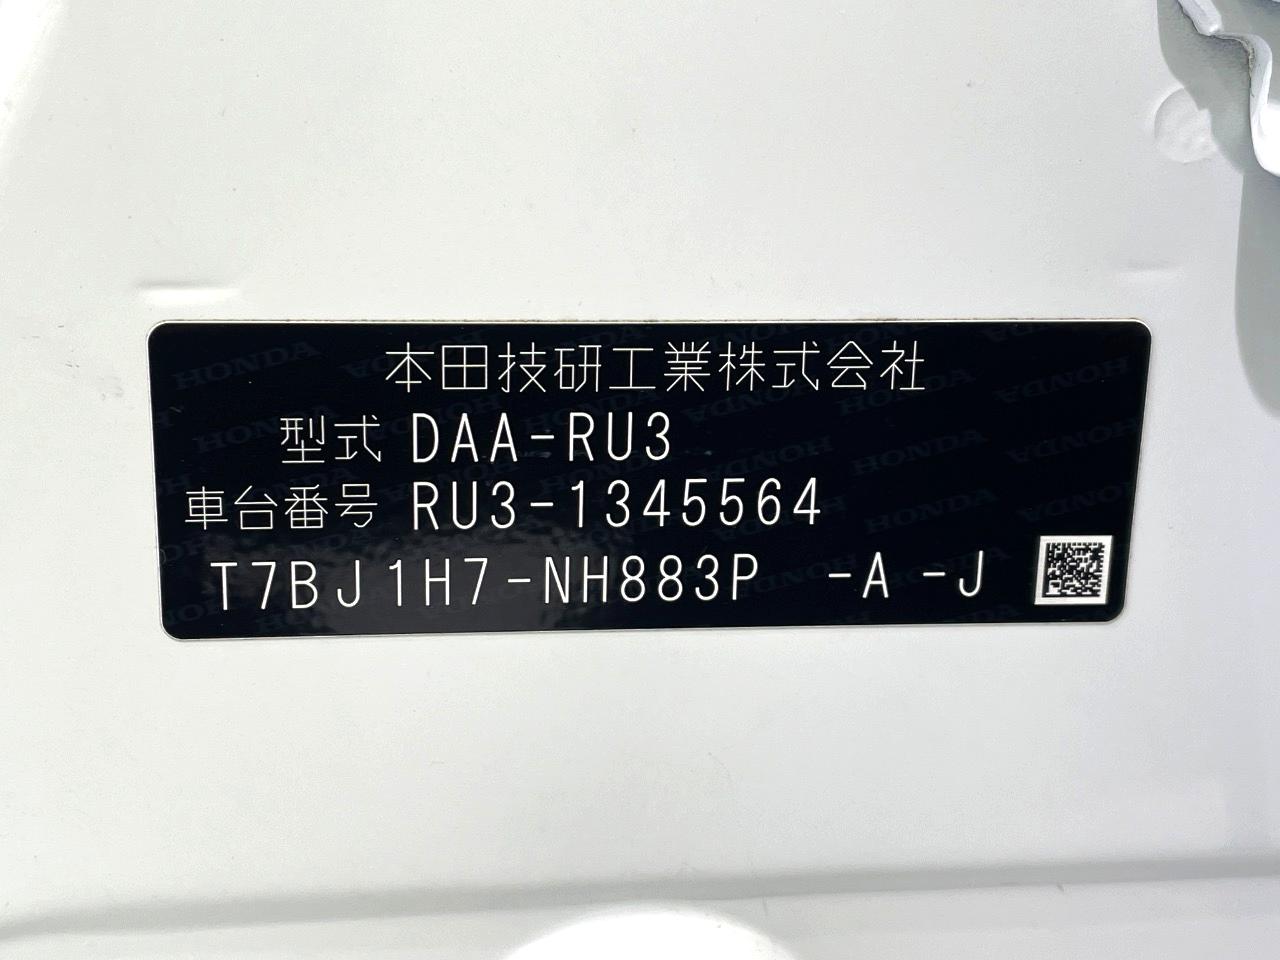 本田技研工業株式会社
型式 DAA-RU3
車台番号 RU3-1345564
T7BJ1H7-NH883P -A -J